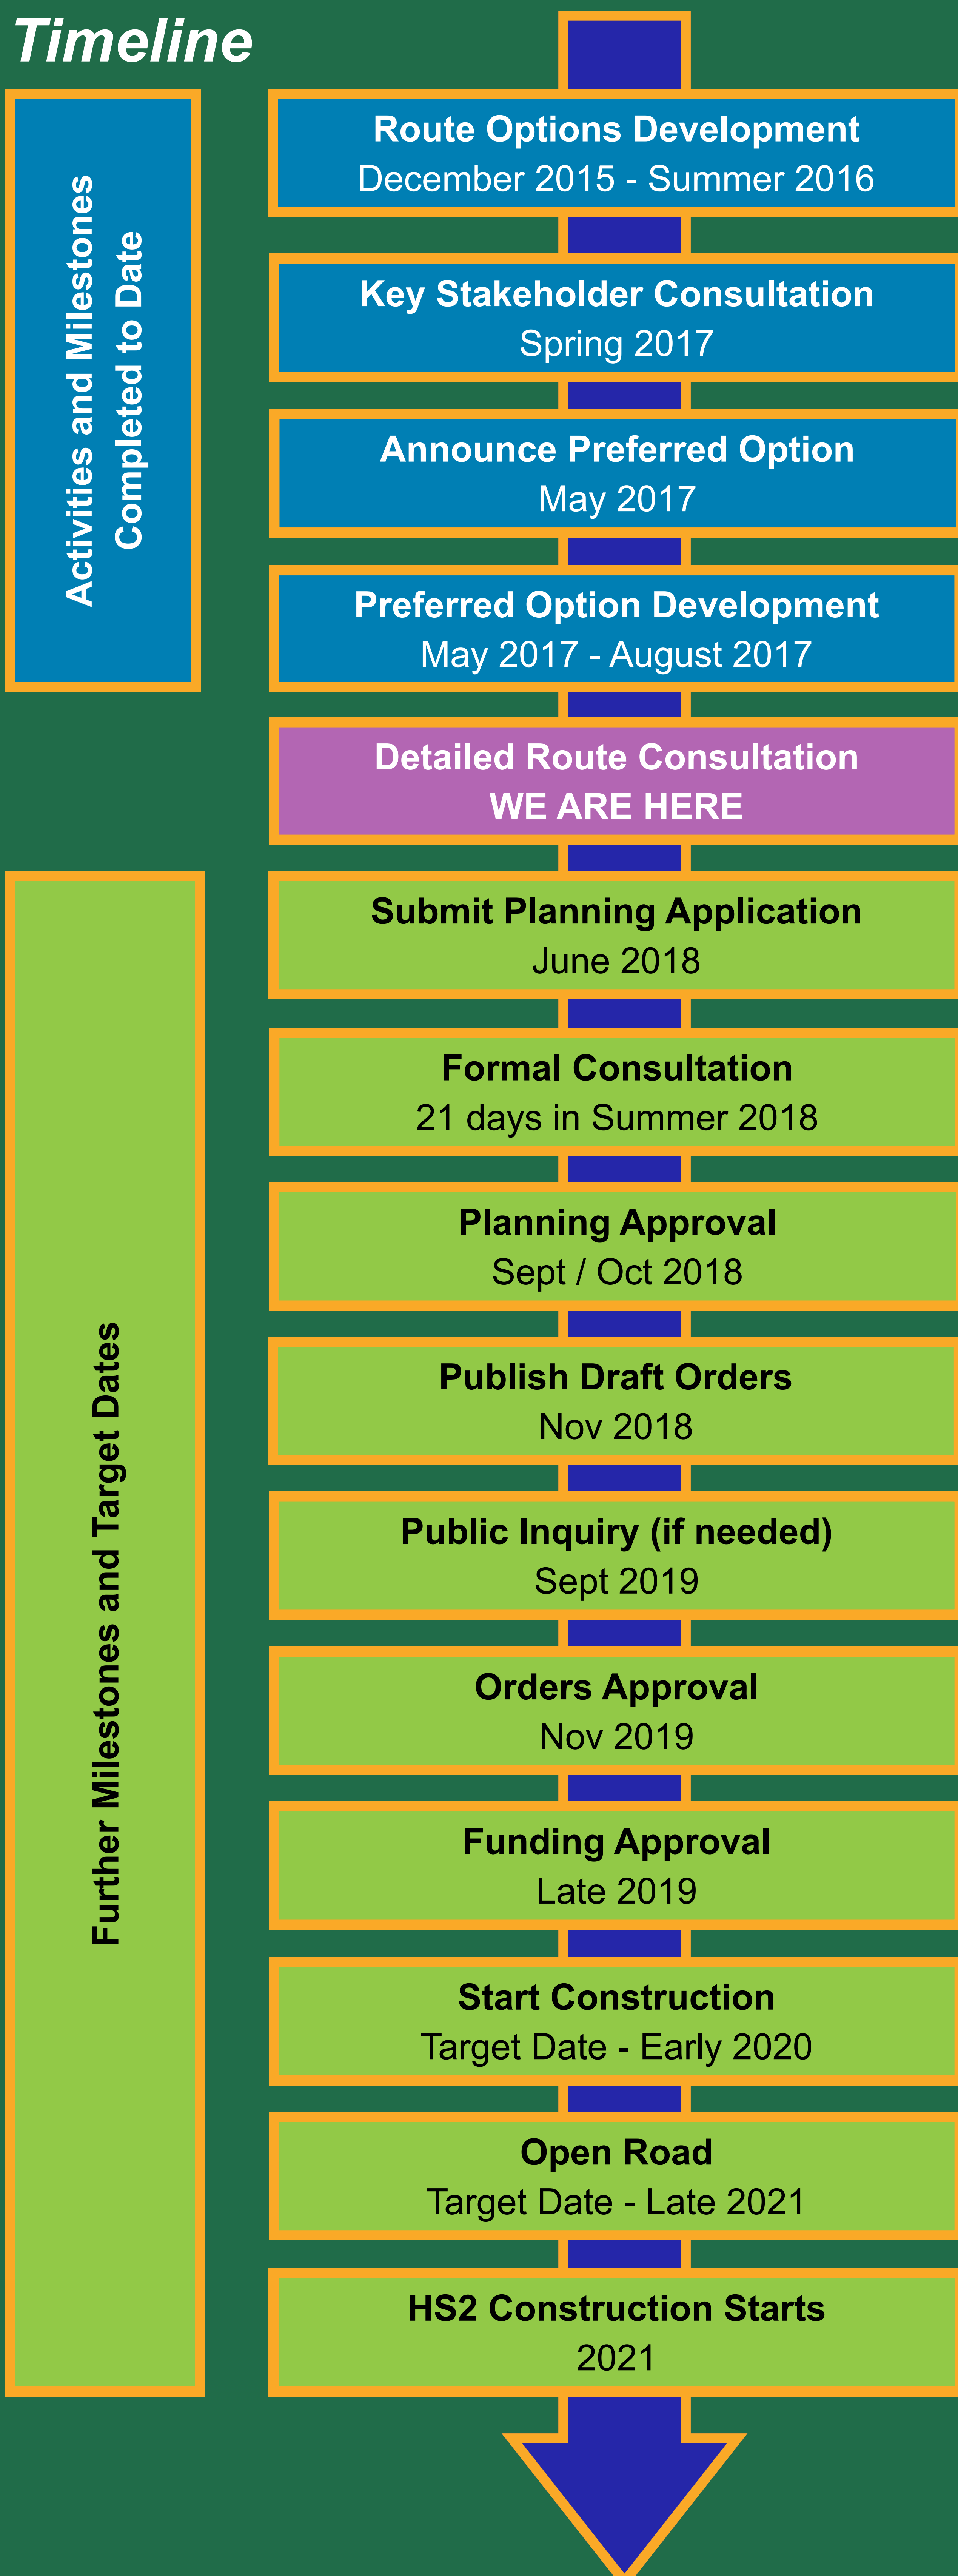 Timeline
Activities and Milestones
Completed to Date
Route Options Development
December 2015 - Summer 2016
Key Stakeholder Consultation
Spring 2017
Announce Preferred Option
May 2017
Preferred Option Development
May 2017 - August 2017
Detailed Route Consultation
WE ARE HERE
Further Milestones and Target Dates
Submit Planning Application
June 2018
Formal Consultation
21 days in Summer 2018
Planning Approval
Sept / Oct 2018
Publish Draft Orders
Nov 2018
Public Inquiry (if needed)
Sept 2019
Orders Approval
Nov 2019
Funding Approval
Late 2019
Start Construction
Target Date - Early 2020
Open Road
Target Date - Late 2021
HS2 Construction Starts
2021